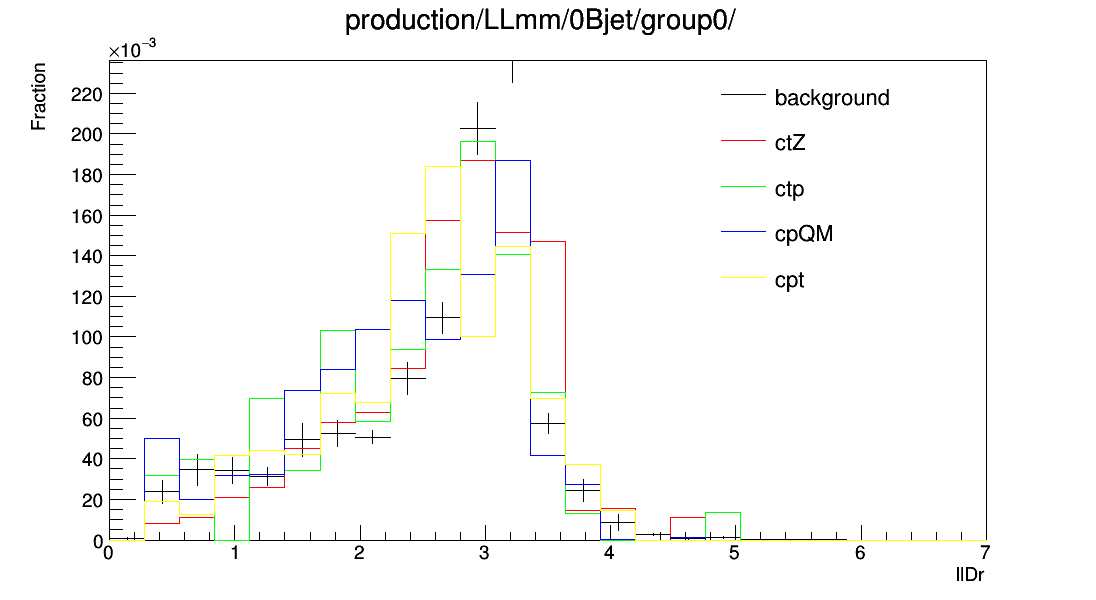 production/LLmm/0Bjet/group0/
×10⁻³
Fraction
220
200
180
160
140
120
100
80
60
40
20
0
background
ctZ
ctp
cpQM
cpt
0 1 2 3 4 5 6 7
llDr